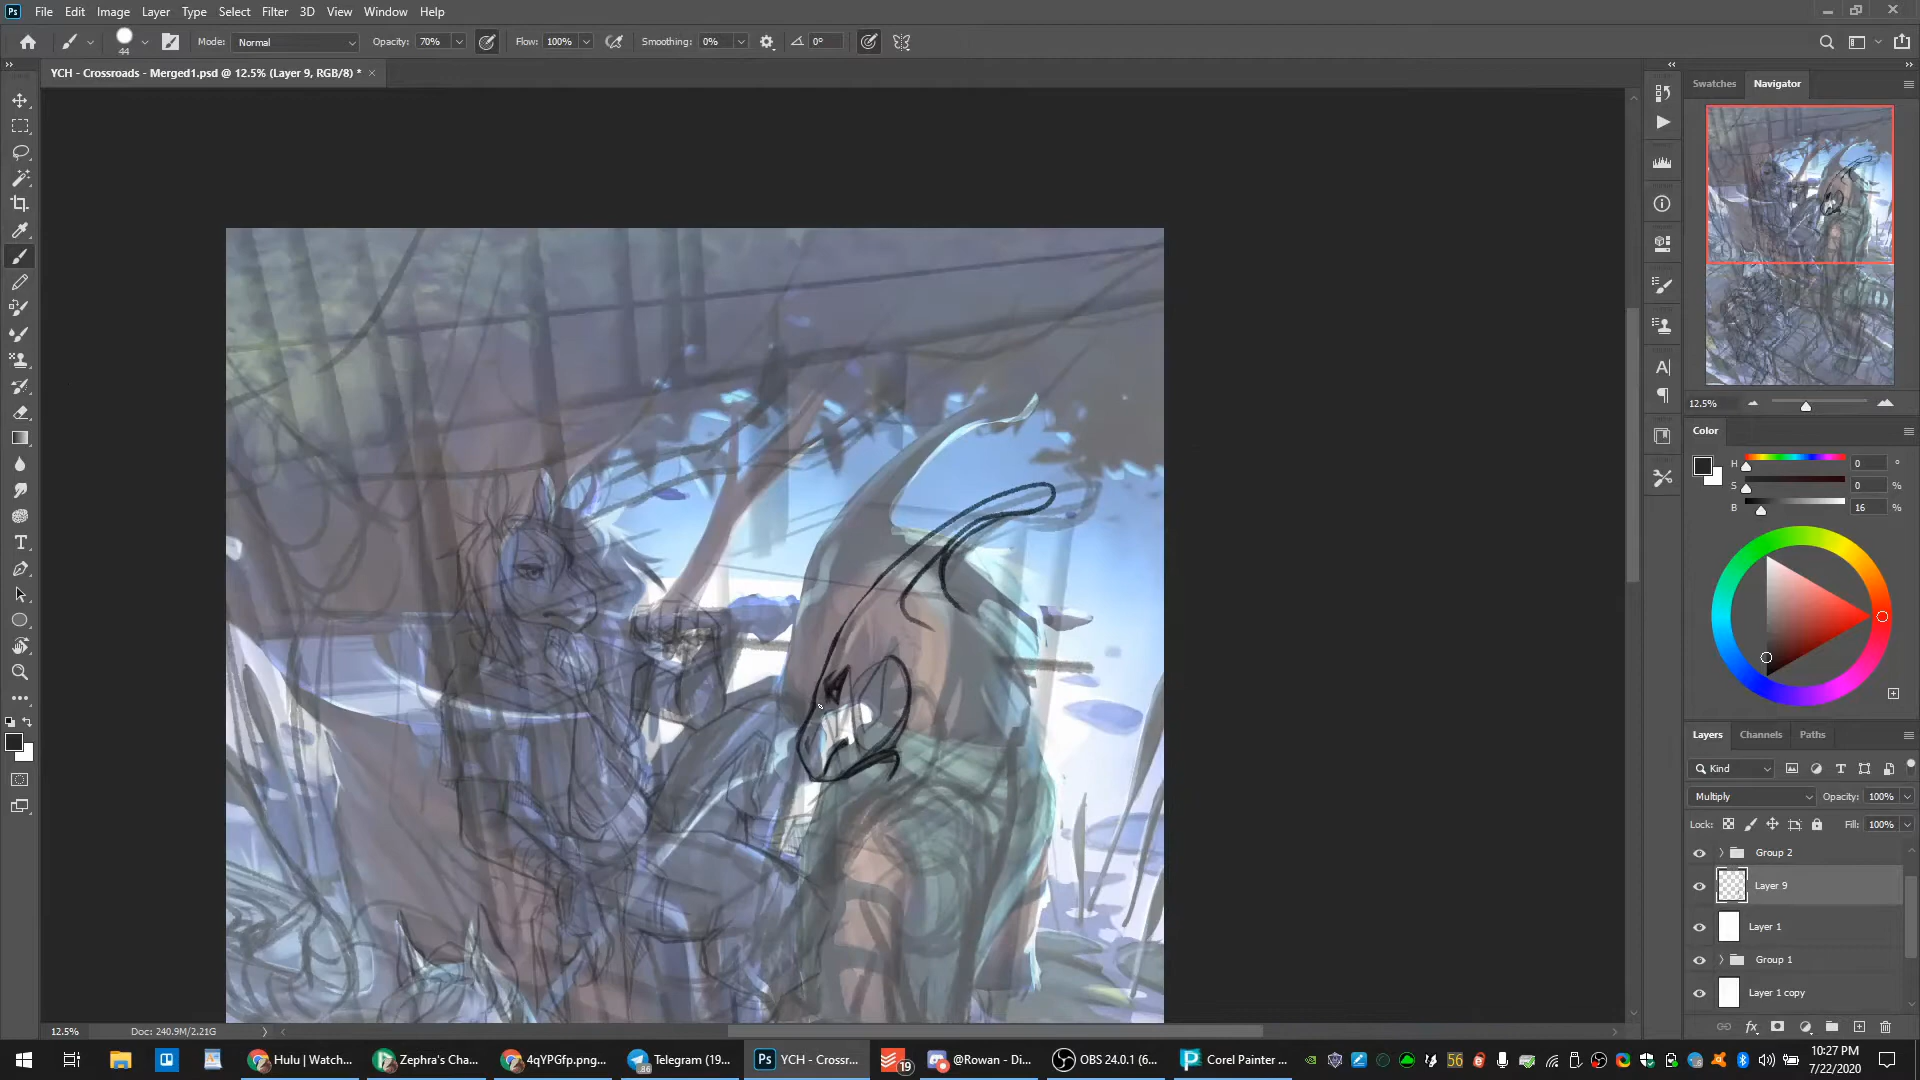 Ps File Edit Image Layer Type Select Filter 3D View Window Help
44 Mode: Normal Opacity: 70% Flow: 100% Smoothing: 0% 0°
YCH - Crossroads - Merged1.psd @ 12.5% (Layer 9, RGB/8) * ×
Swatches Navigator
12.5%
Color
H 0 °
S 0 %
B 16 %
Layers Channels Paths
Kind
Multiply Opacity: 100%
Lock: Fill: 100%
Group 2
Layer 9
Layer 1
Group 1
Layer 1 copy
12.5% Doc: 240.9M/2.21G
Hulu | Watch... Zephra's Cha... 4qYPGfp.png... Telegram (19... YCH - Crossr... 19 @Rowan - Di... OBS 24.0.1 (6... Corel Painter ... 56
10:27 PM
7/22/2020